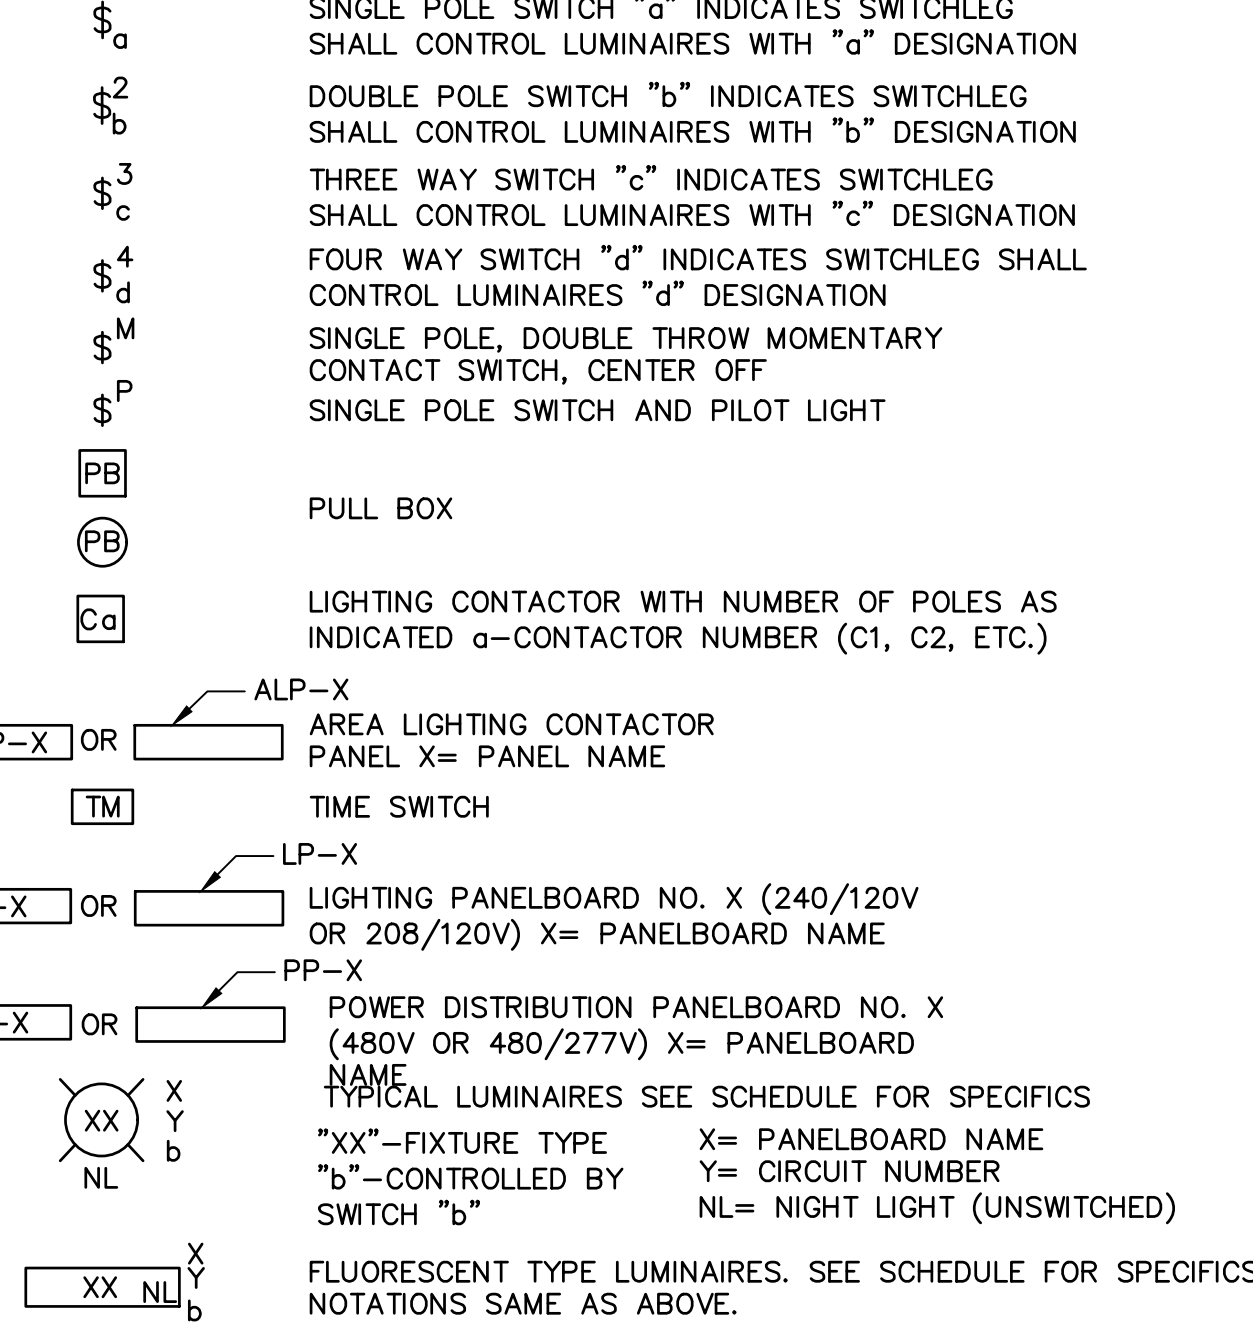 $a SINGLE POLE SWITCH "a" INDICATES SWITCHLEG
SHALL CONTROL LUMINAIRES WITH "a" DESIGNATION
$2b DOUBLE POLE SWITCH "b" INDICATES SWITCHLEG
SHALL CONTROL LUMINAIRES WITH "b" DESIGNATION
$3c THREE WAY SWITCH "c" INDICATES SWITCHLEG
SHALL CONTROL LUMINAIRES WITH "c" DESIGNATION
$4d FOUR WAY SWITCH "d" INDICATES SWITCHLEG SHALL
CONTROL LUMINAIRES "d" DESIGNATION
$M SINGLE POLE, DOUBLE THROW MOMENTARY
CONTACT SWITCH, CENTER OFF
$P SINGLE POLE SWITCH AND PILOT LIGHT
PB
PULL BOX
PB
Ca LIGHTING CONTACTOR WITH NUMBER OF POLES AS
INDICATED a-CONTACTOR NUMBER (C1, C2, ETC.)
ALP-X
P-X OR AREA LIGHTING CONTACTOR
PANEL X= PANEL NAME
TM TIME SWITCH
LP-X
-X OR LIGHTING PANELBOARD NO. X (240/120V
OR 208/120V) X= PANELBOARD NAME
PP-X
-X OR POWER DISTRIBUTION PANELBOARD NO. X
(480V OR 480/277V) X= PANELBOARD
NAME
XX NL X Y b TYPICAL LUMINAIRES SEE SCHEDULE FOR SPECIFICS
"XX"-FIXTURE TYPE X= PANELBOARD NAME
"b"-CONTROLLED BY Y= CIRCUIT NUMBER
SWITCH "b" NL= NIGHT LIGHT (UNSWITCHED)
XX NL X Y b FLUORESCENT TYPE LUMINAIRES. SEE SCHEDULE FOR SPECIFICS
NOTATIONS SAME AS ABOVE.